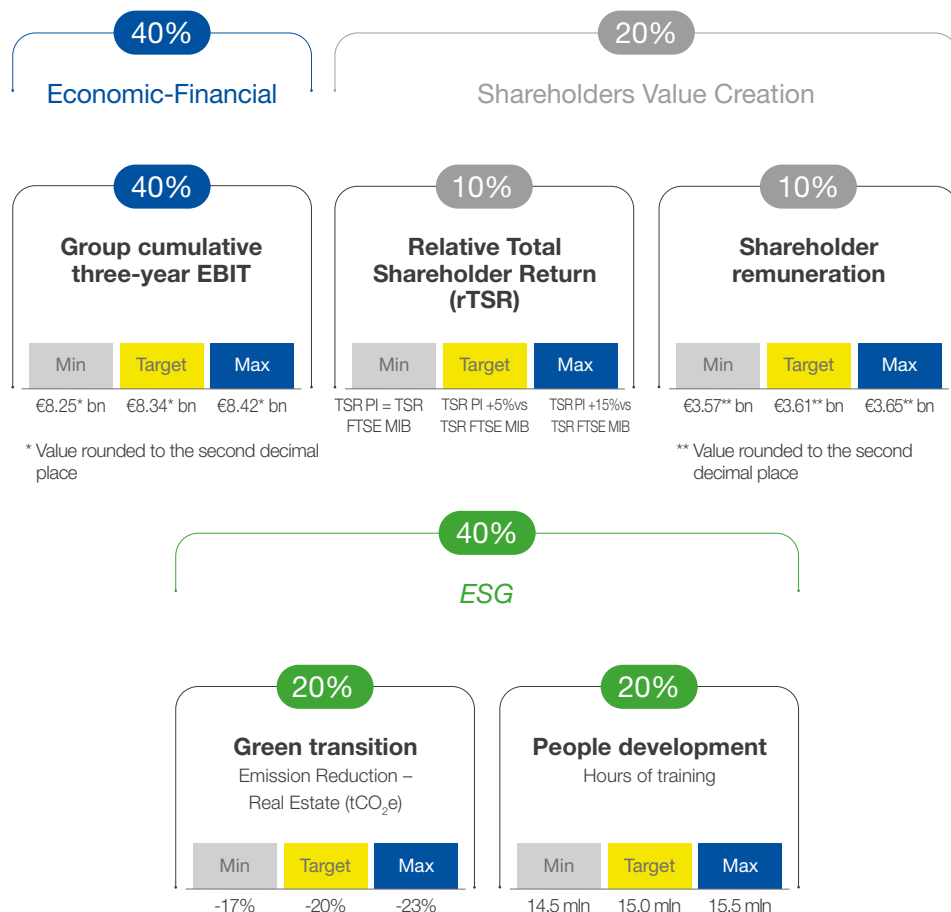 40%
Economic-Financial
20%
Shareholders Value Creation
40%
Group cumulative
three-year EBIT
Min
Target
Max
€8.25* bn
€8.34* bn
€8.42* bn
* Value rounded to the second decimal
place
10%
Relative Total
Shareholder Return
(rTSR)
Min
Target
Max
TSR PI = TSR
FTSE MIB
TSR PI +5%vs
TSR FTSE MIB
TSR PI +15%vs
TSR FTSE MIB
10%
Shareholder
remuneration
Min
Target
Max
€3.57** bn
€3.61** bn
€3.65** bn
** Value rounded to the second
decimal place
40%
ESG
20%
Green transition
Emission Reduction –
Real Estate (tCO₂e)
Min
Target
Max
-17%
-20%
-23%
20%
People development
Hours of training
Min
Target
Max
14.5 mln
15.0 mln
15.5 mln